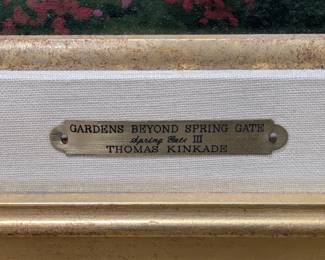 GARDENS BEYOND SPRING GATE
Spring Gate III
THOMAS KINKADE